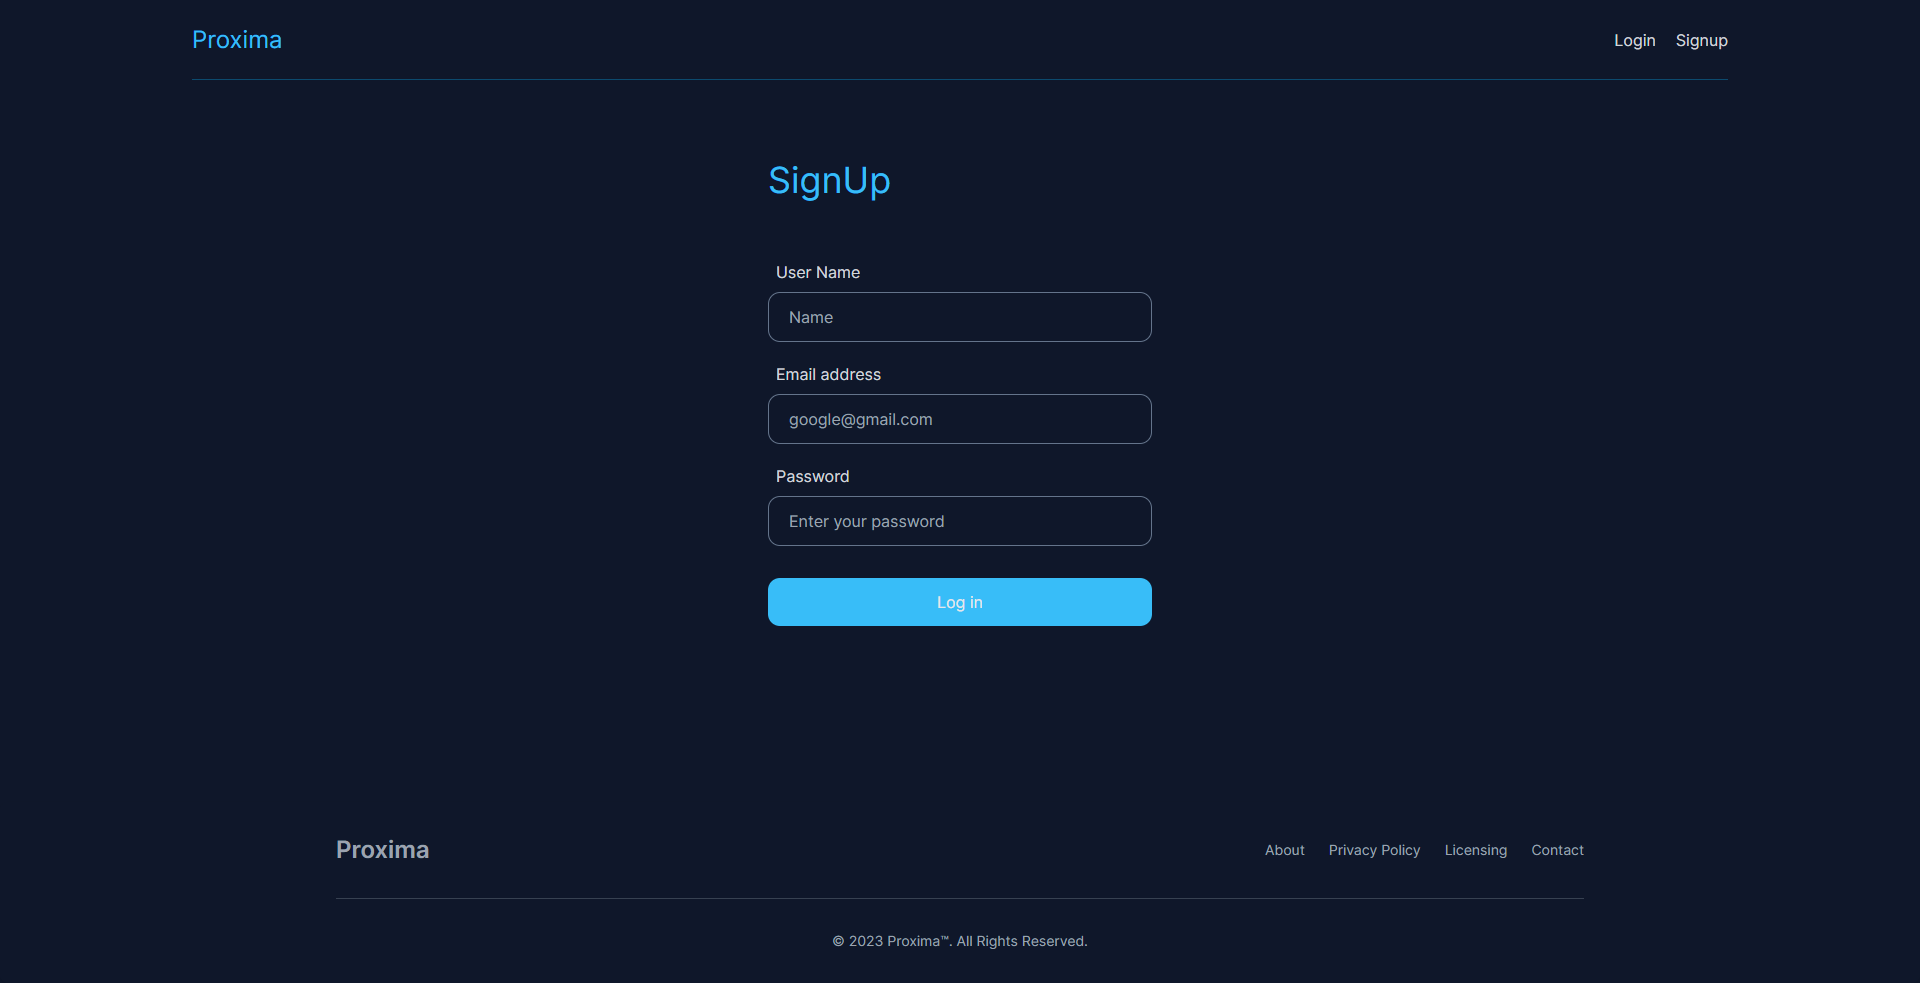 Proxima
Login Signup
SignUp
User Name
Name
Email address
google@gmail.com
Password
Enter your password
Log in
Proxima
About Privacy Policy Licensing Contact
© 2023 Proxima™. All Rights Reserved.